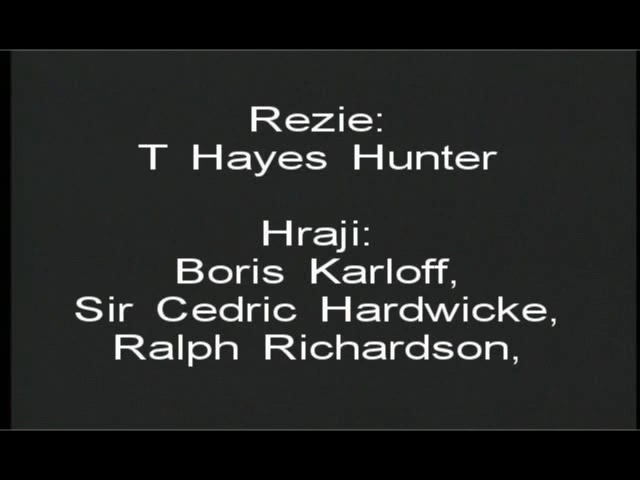 Rezie:
T Hayes Hunter
Hraji:
Boris Karloff,
Sir Cedric Hardwicke,
Ralph Richardson,